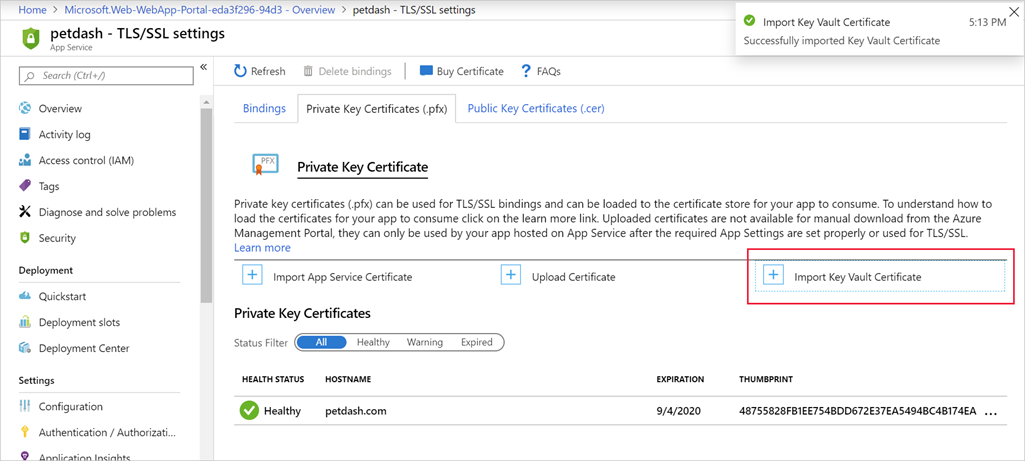 Home > Microsoft.Web-WebApp-Portal-eda3f296-94d3 - Overview > petdash - TLS/SSL settings
petdash - TLS/SSL settings
App Service
Import Key Vault Certificate 5:13 PM
Successfully imported Key Vault Certificate
Search (Ctrl+/)
Overview
Activity log
Access control (IAM)
Tags
Diagnose and solve problems
Security
Deployment
Quickstart
Deployment slots
Deployment Center
Settings
Configuration
Authentication / Authorizati...
Application Insights
Refresh Delete bindings Buy Certificate FAQs
Bindings Private Key Certificates (.pfx) Public Key Certificates (.cer)
PFX
Private Key Certificate
Private key certificates (.pfx) can be used for TLS/SSL bindings and can be loaded to the certificate store for your app to consume. To understand how to
load the certificates for your app to consume click on the learn more link. Uploaded certificates are not available for manual download from the Azure
Management Portal, they can only be used by your app hosted on App Service after the required App Settings are set properly or used for TLS/SSL.
Learn more
Import App Service Certificate Upload Certificate Import Key Vault Certificate
Private Key Certificates
Status Filter All Healthy Warning Expired
HEALTH STATUS HOSTNAME EXPIRATION THUMBPRINT
Healthy petdash.com 9/4/2020 48755828FB1EE754BDD672E37EA5494BC4B174EA ...